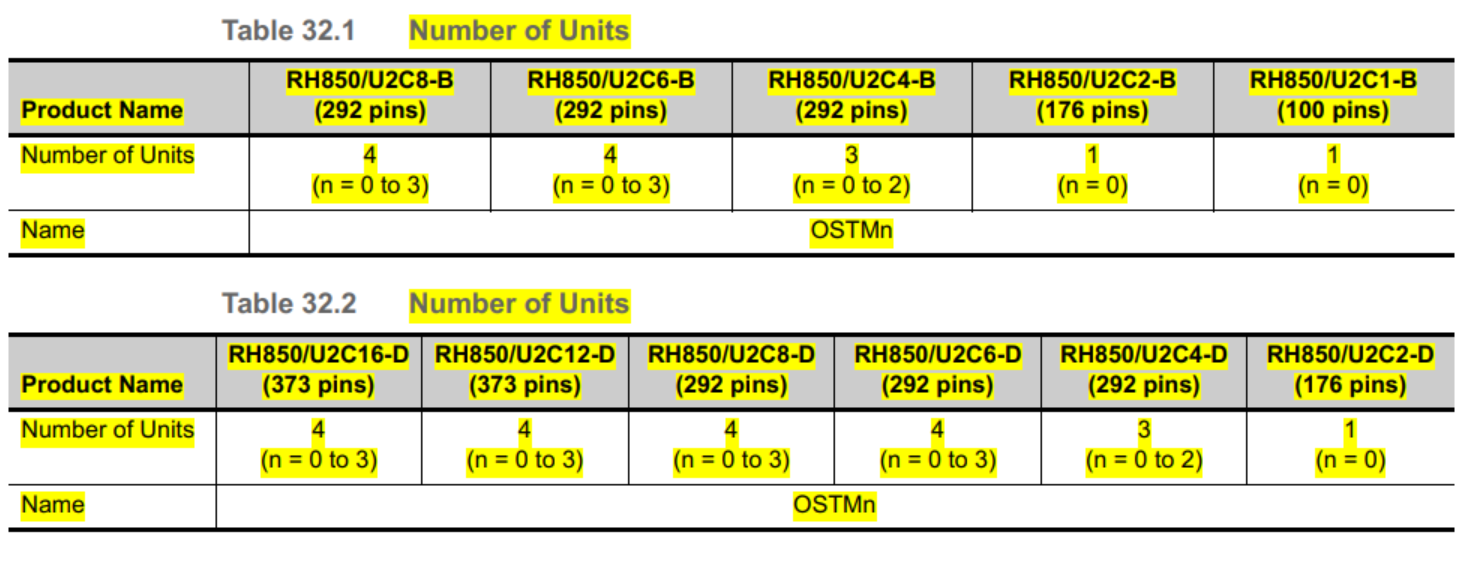 Table 32.1 Number of Units
Product Name RH850/U2C8-B (292 pins) RH850/U2C6-B (292 pins) RH850/U2C4-B (292 pins) RH850/U2C2-B (176 pins) RH850/U2C1-B (100 pins)
Number of Units 4 (n = 0 to 3) 4 (n = 0 to 3) 3 (n = 0 to 2) 1 (n = 0) 1 (n = 0)
Name OSTMn
Table 32.2 Number of Units
Product Name RH850/U2C16-D (373 pins) RH850/U2C12-D (373 pins) RH850/U2C8-D (292 pins) RH850/U2C6-D (292 pins) RH850/U2C4-D (292 pins) RH850/U2C2-D (176 pins)
Number of Units 4 (n = 0 to 3) 4 (n = 0 to 3) 4 (n = 0 to 3) 4 (n = 0 to 3) 3 (n = 0 to 2) 1 (n = 0)
Name OSTMn